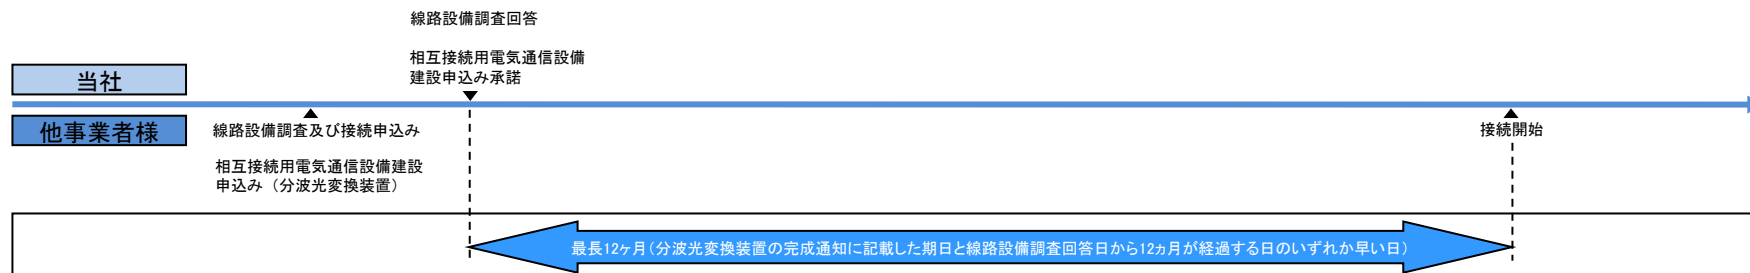 線路設備調査回答
相互接続用電気通信設備
建設申込み承諾
当社
他事業者様
線路設備調査及び接続申込み
相互接続用電気通信設備建設
申込み（分波光変換装置）
接続開始
最長12ヶ月（分波光変換装置の完成通知に記載した期日と線路設備調査回答日から12ヵ月が経過する日のいずれか早い日）